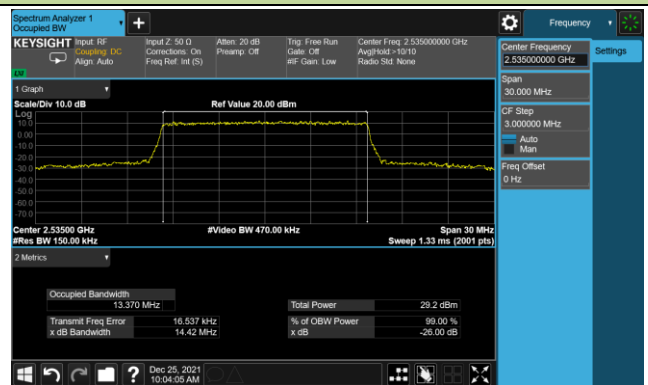 Spectrum Analyzer 1
Occupied BW
Frequency
KEYSIGHT
Input: RF
Coupling: DC
Align: Auto
Input Z: 50 Ω
Corrections: On
Freq Ref: Int (S)
Atten: 20 dB
Preamp: Off
Trig: Free Run
Gate: Off
#IF Gain: Low
Center Freq: 2.535000000 GHz
Avg|Hold:>10/10
Radio Std: None
Center Frequency
2.535000000 GHz
Settings
Span
30.000 MHz
CF Step
3.000000 MHz
Auto
Man
Freq Offset
0 Hz
1 Graph
Scale/Div 10.0 dB
Ref Value 20.00 dBm
Log
10.0
0.00
-10.0
-20.0
-30.0
-40.0
-50.0
-60.0
-70.0
Center 2.53500 GHz
#Video BW 470.00 kHz
Span 30 MHz
#Res BW 150.00 kHz
Sweep 1.33 ms (2001 pts)
2 Metrics
Occupied Bandwidth
13.370 MHz
Total Power
29.2 dBm
Transmit Freq Error
16.537 kHz
% of OBW Power
99.00 %
x dB Bandwidth
14.42 MHz
x dB
-26.00 dB
?
Dec 25, 2021
10:04:05 AM